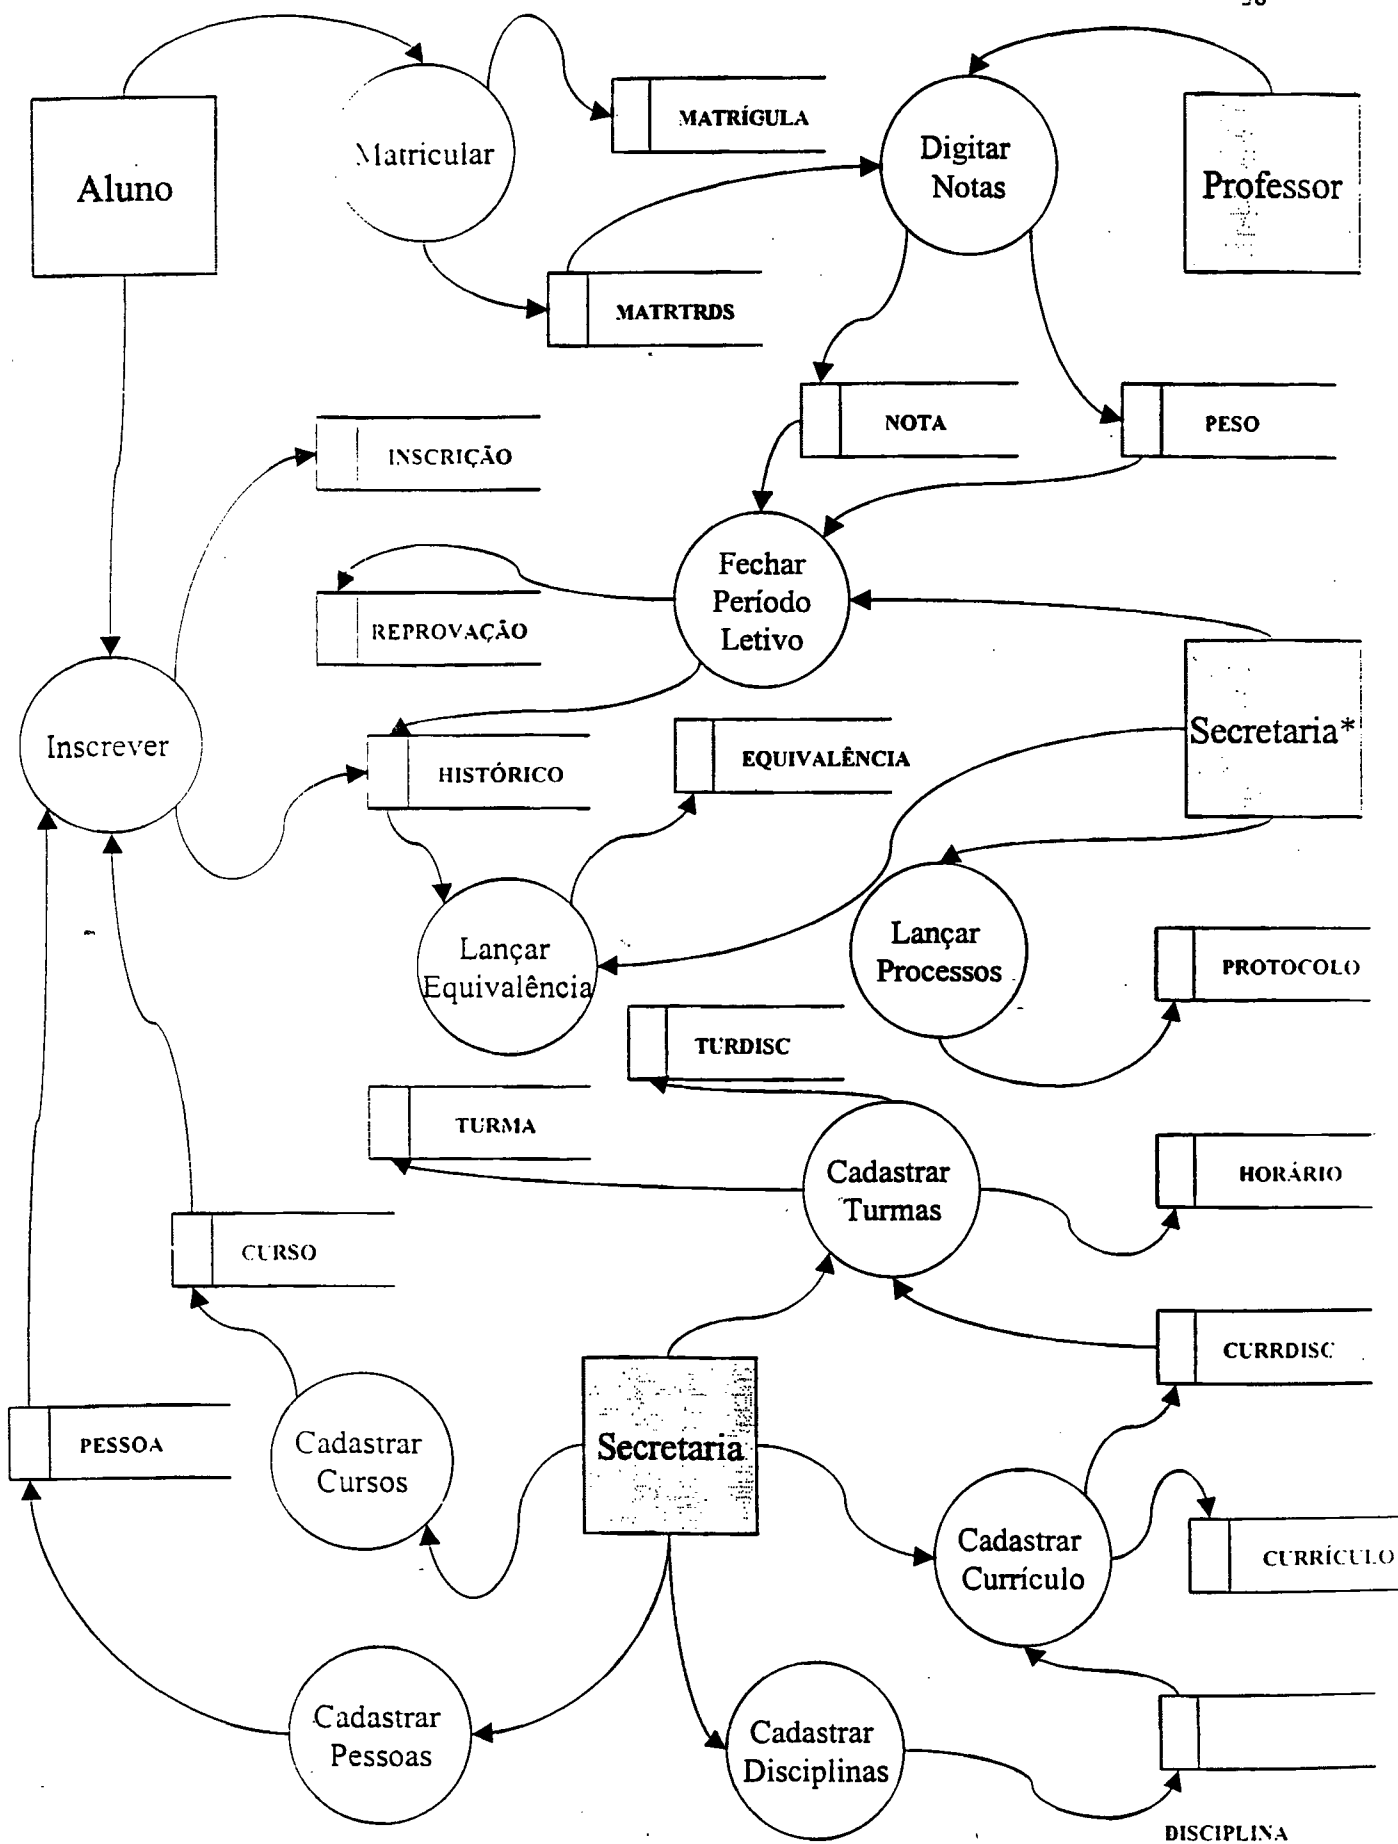 MATRÍGULA
Matricular
Digitar
Notas
Aluno
Professor
MATRTRDS
NOTA
PESO
INSCRIÇÃO
Fechar
Período
Letivo
REPROVAÇÃO
Secretaria*
Inscrever
HISTÓRICO
EQUIVALÊNCIA
Lançar
Equivalência
Lançar
Processos
PROTOCOLO
TURDISC
TURMA
Cadastrar
Turmas
HORÁRIO
CURSO
CURRDISC
PESSOA
Cadastrar
Cursos
Secretaria
Cadastrar
Currículo
CURRÍCULO
Cadastrar
Pessoas
Cadastrar
Disciplinas
DISCIPLINA